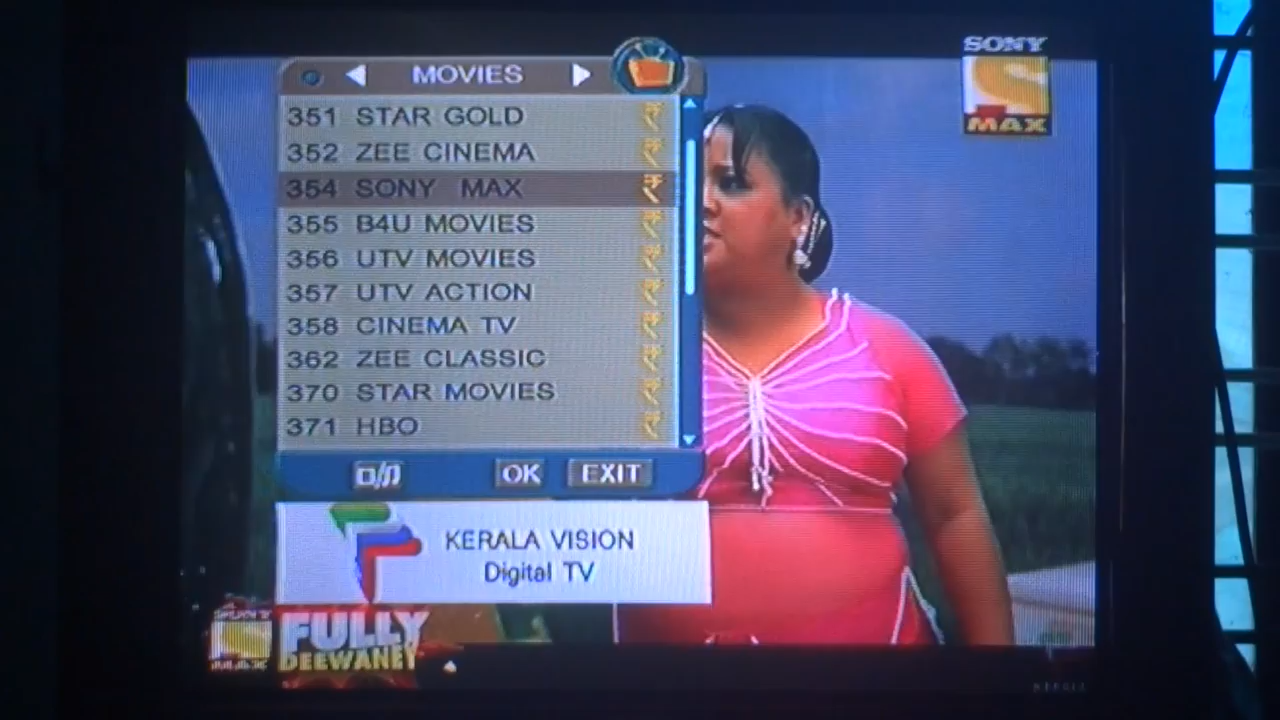 MOVIES
351 STAR GOLD
352 ZEE CINEMA
354 SONY MAX
355 B4U MOVIES
356 UTV MOVIES
357 UTV ACTION
358 CINEMA TV
362 ZEE CLASSIC
370 STAR MOVIES
371 HBO
OK EXIT
KERALA VISION
Digital TV
SONY
MAX
SONY
MAX
FULLY
DEEWANEY